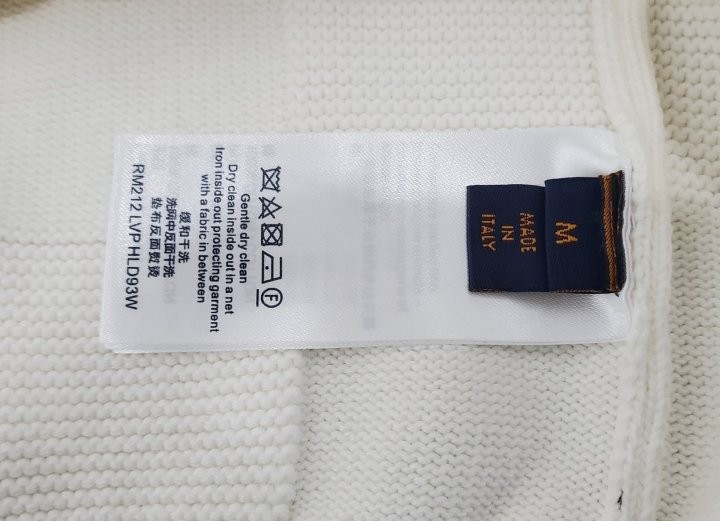 M
MADE
IN
ITALY
Gentle dry clean
Dry clean inside out in a net
Iron inside out protecting garment
with a fabric in between
缓和干洗
洗网中反面干洗
垫布反面熨烫
RM212 LVP HLD93W